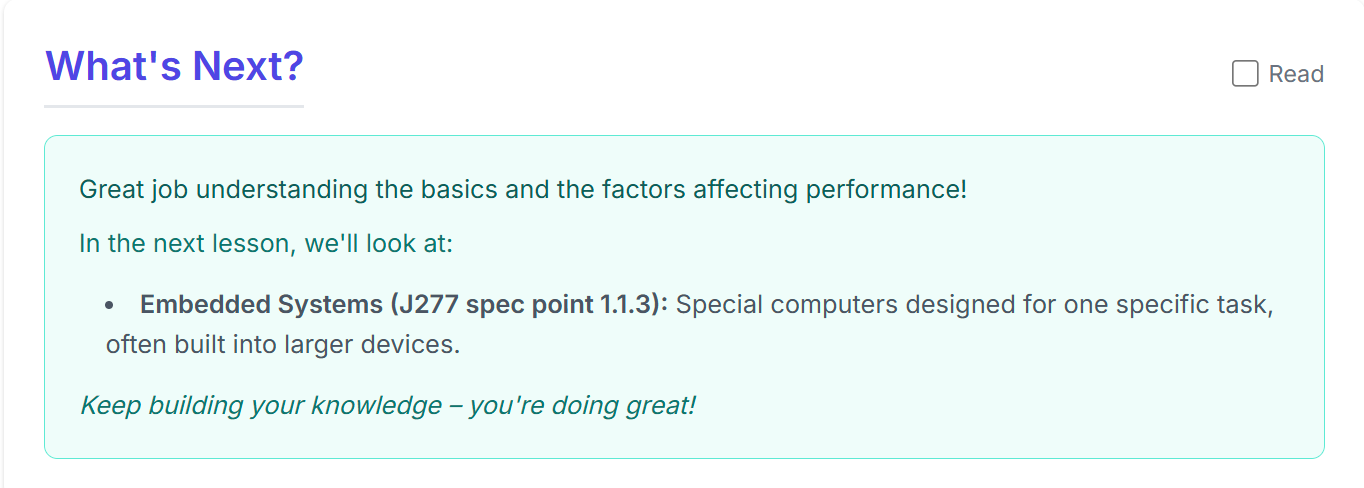 What's Next?
Read
Great job understanding the basics and the factors affecting performance!
In the next lesson, we'll look at:
• Embedded Systems (J277 spec point 1.1.3): Special computers designed for one specific task,
often built into larger devices.
Keep building your knowledge – you're doing great!